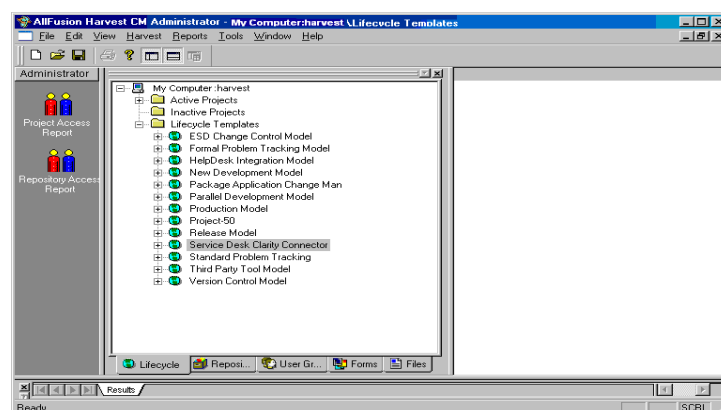 AllFusion Harvest CM Administrator - My Computer:harvest \Lifecycle Templates
File Edit View Harvest Reports Tools Window Help
Administrator
Project Access
Report
Repository Access
Report
My Computer :harvest
Active Projects
Inactive Projects
Lifecycle Templates
ESD Change Control Model
Formal Problem Tracking Model
HelpDesk Integration Model
New Development Model
Package Application Change Man
Parallel Development Model
Production Model
Project-50
Release Model
Service Desk Clarity Connector
Standard Problem Tracking
Third Party Tool Model
Version Control Model
Lifecycle Reposi... User Gr... Forms Files
Results
Ready SCRL